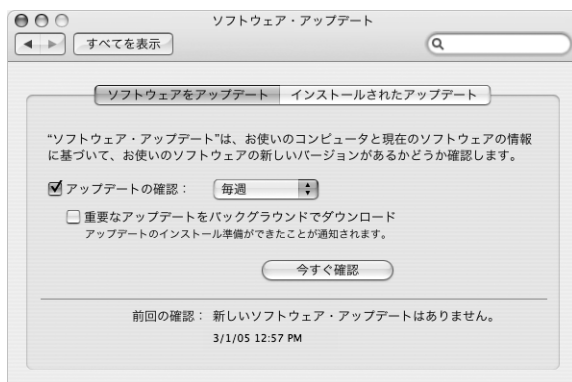 ソフトウェア・アップデート
すべてを表示
ソフトウェアをアップデート インストールされたアップデート
“ソフトウェア・アップデート”は、お使いのコンピュータと現在のソフトウェアの情報
に基づいて、お使いのソフトウェアの新しいバージョンがあるかどうか確認します。
アップデートの確認： 毎週
重要なアップデートをバックグラウンドでダウンロード
アップデートのインストール準備ができたことが通知されます。
今すぐ確認
前回の確認： 新しいソフトウェア・アップデートはありません。
3/1/05 12:57 PM